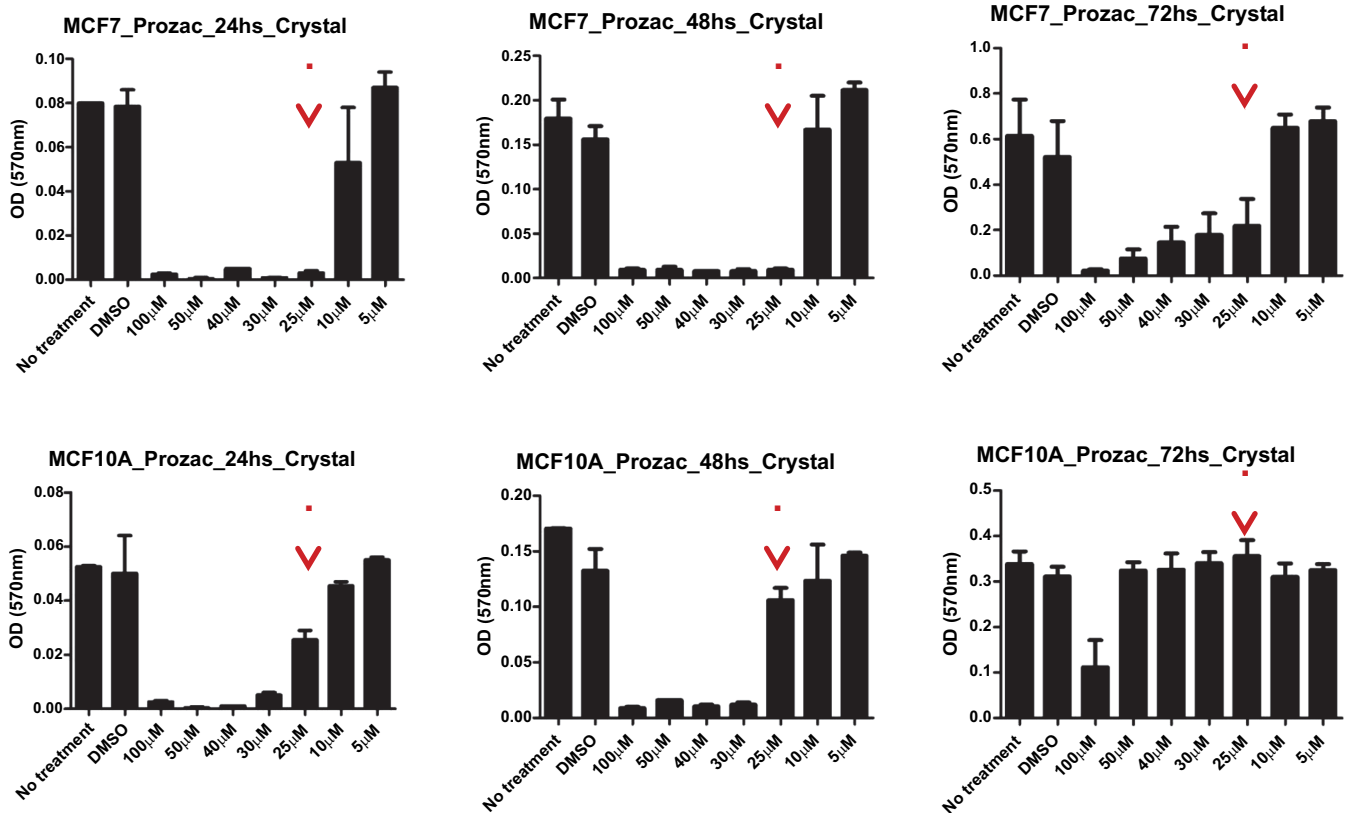 MCF7_Prozac_24hs_Crystal
OD (570nm)
0.10
0.08
0.06
0.04
0.02
0.00
No treatment
DMSO
100μM
50μM
40μM
30μM
25μM
10μM
5μM
MCF7_Prozac_48hs_Crystal
OD (570nm)
0.25
0.20
0.15
0.10
0.05
0.00
No treatment
DMSO
100μM
50μM
40μM
30μM
25μM
10μM
5μM
MCF7_Prozac_72hs_Crystal
OD (570nm)
1.0
0.8
0.6
0.4
0.2
0.0
No treatment
DMSO
100μM
50μM
40μM
30μM
25μM
10μM
5μM
MCF10A_Prozac_24hs_Crystal
OD (570nm)
0.08
0.06
0.04
0.02
0.00
No treatment
DMSO
100μM
50μM
40μM
30μM
25μM
10μM
5μM
MCF10A_Prozac_48hs_Crystal
OD (570nm)
0.20
0.15
0.10
0.05
0.00
No treatment
DMSO
100μM
50μM
40μM
30μM
25μM
10μM
5μM
MCF10A_Prozac_72hs_Crystal
OD (570nm)
0.5
0.4
0.3
0.2
0.1
0.0
No treatment
DMSO
100μM
50μM
40μM
30μM
25μM
10μM
5μM